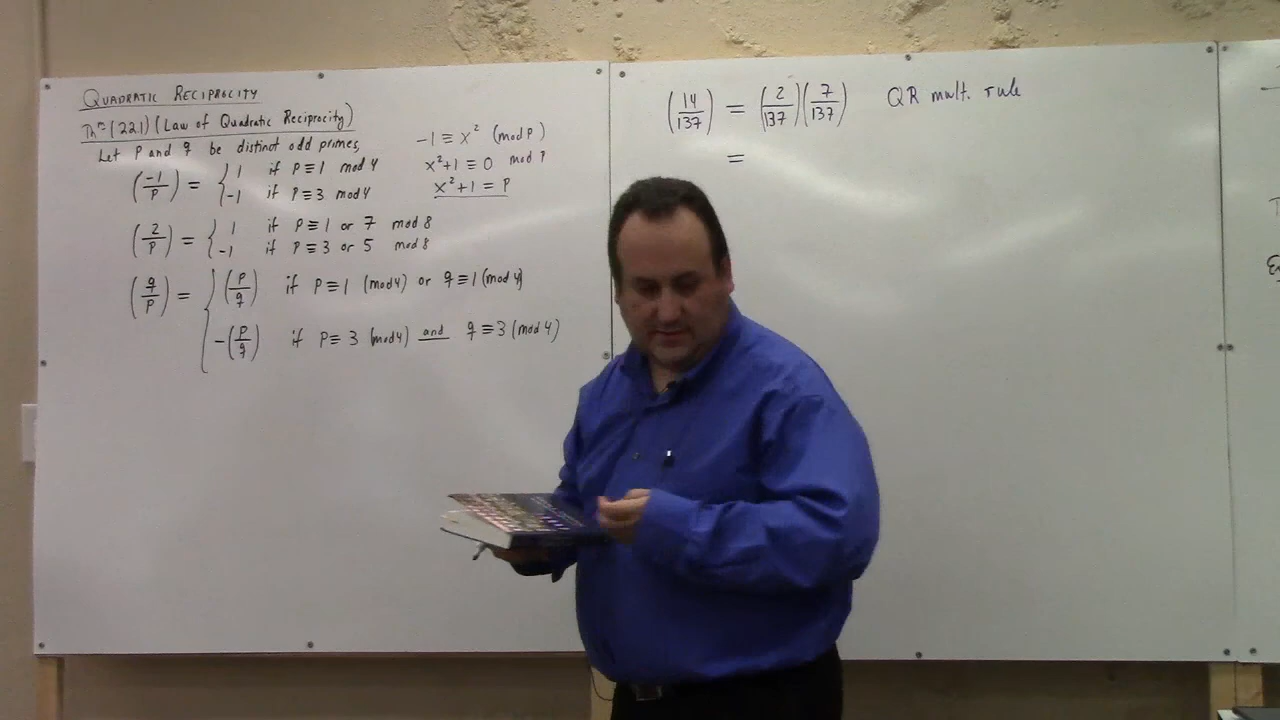 QUADRATIC RECIPROCITY
Thm (22.1) (Law of Quadratic Reciprocity)
Let P and q be distinct odd primes,
(-1/P) = { 1 if P ≡ 1 mod 4
-1 if P ≡ 3 mod 4
-1 ≡ x² (mod P)
x²+1 ≡ 0 mod P
x²+1 = P
(2/P) = { 1 if P ≡ 1 or 7 mod 8
-1 if P ≡ 3 or 5 mod 8
(q/P) = { (P/q) if P ≡ 1 (mod 4) or q ≡ 1 (mod 4)
-(P/q) if P ≡ 3 (mod 4) and q ≡ 3 (mod 4)
(14/137) = (2/137)(7/137) QR mult. rule
=